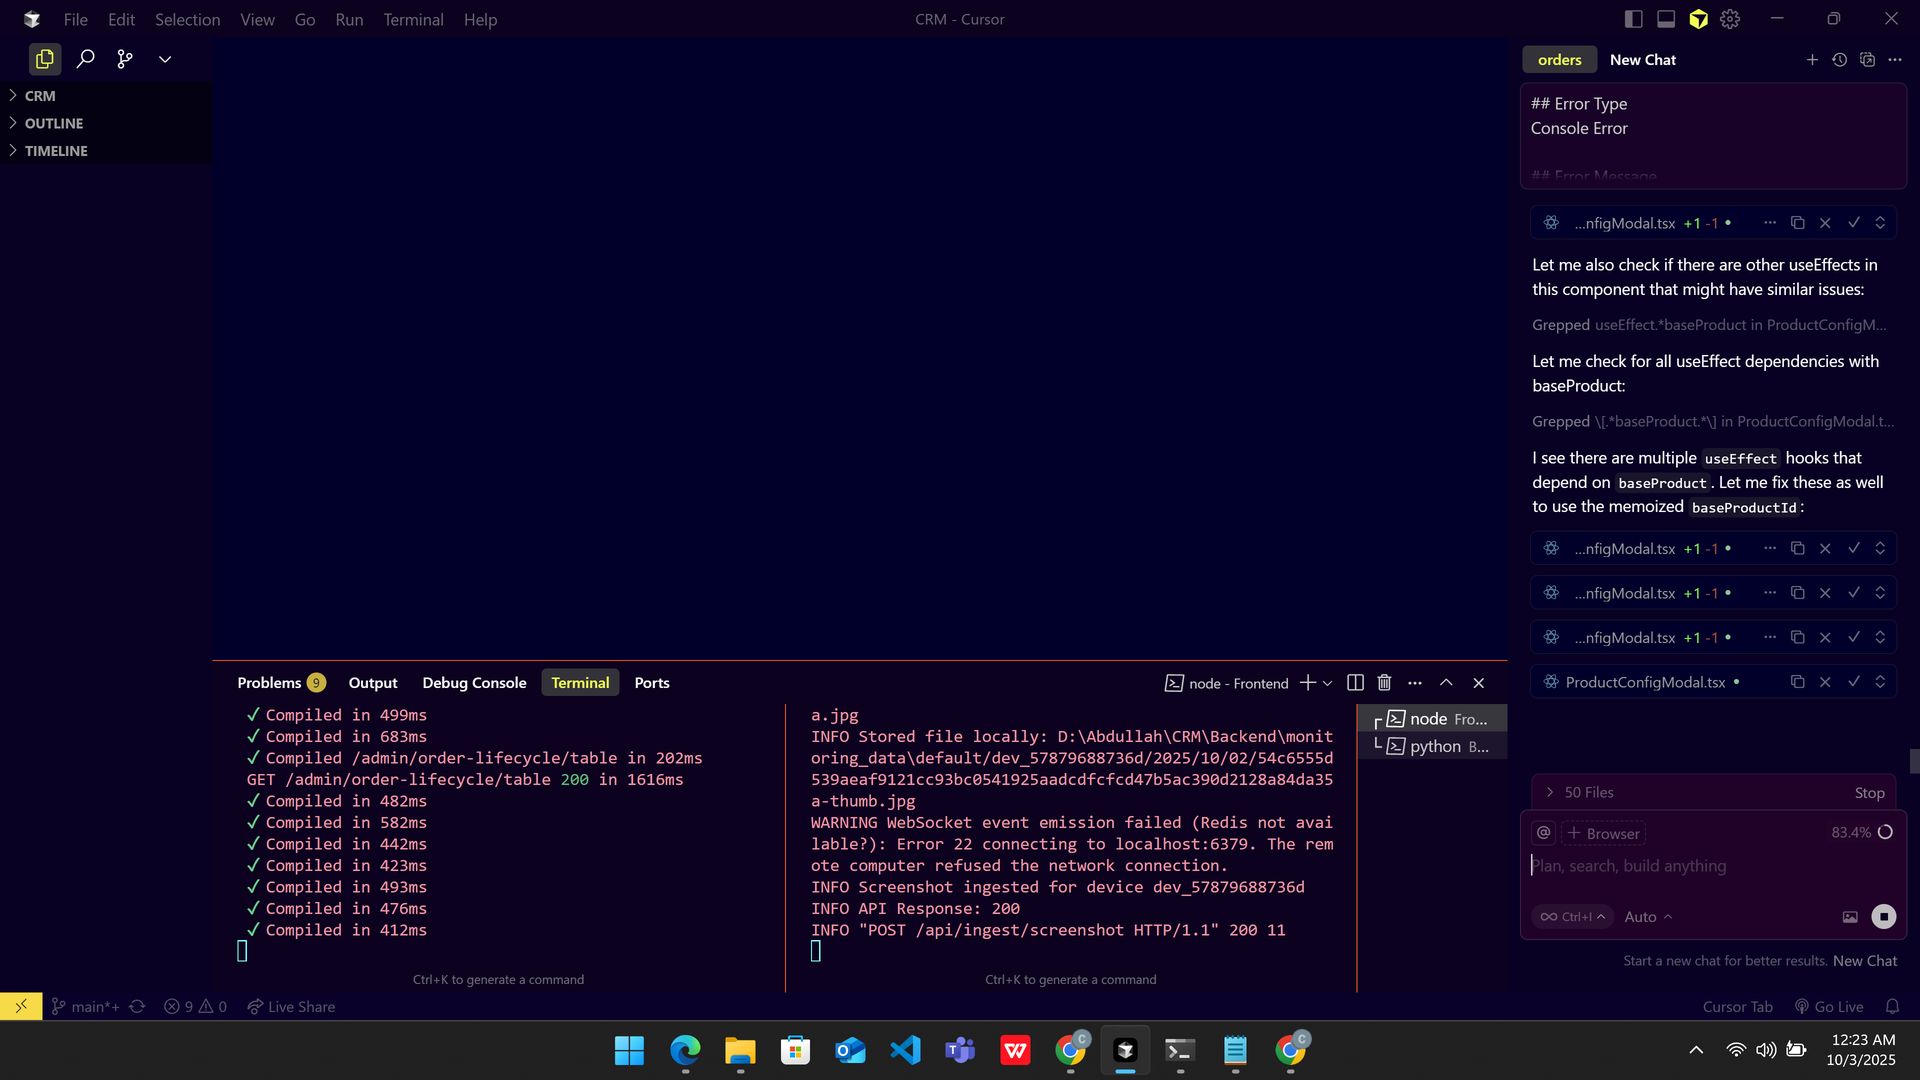 File Edit Selection View Go Run Terminal Help
CRM - Cursor
CRM
OUTLINE
TIMELINE
orders New Chat
## Error Type
Console Error
## Error Message
...nfigModal.tsx +1 -1
Let me also check if there are other useEffects in
this component that might have similar issues:
Grepped useEffect.*baseProduct in ProductConfigM...
Let me check for all useEffect dependencies with
baseProduct:
Grepped \[.*baseProduct.*\] in ProductConfigModal.t...
I see there are multiple useEffect hooks that
depend on baseProduct. Let me fix these as well
to use the memoized baseProductId:
...nfigModal.tsx +1 -1
...nfigModal.tsx +1 -1
...nfigModal.tsx +1 -1
ProductConfigModal.tsx
50 Files Stop
@ + Browser 83.4%
Plan, search, build anything
∞ Ctrl+I Auto
Start a new chat for better results. New Chat
Problems 9 Output Debug Console Terminal Ports
node - Frontend
✓ Compiled in 499ms
✓ Compiled in 683ms
✓ Compiled /admin/order-lifecycle/table in 202ms
GET /admin/order-lifecycle/table 200 in 1616ms
✓ Compiled in 482ms
✓ Compiled in 582ms
✓ Compiled in 442ms
✓ Compiled in 423ms
✓ Compiled in 493ms
✓ Compiled in 476ms
✓ Compiled in 412ms
Ctrl+K to generate a command
a.jpg
INFO Stored file locally: D:\Abdullah\CRM\Backend\monit
oring_data\default/dev_57879688736d/2025/10/02/54c6555d
539aeaf9121cc93bc0541925aadcdfcfcd47b5ac390d2128a84da35
a-thumb.jpg
WARNING WebSocket event emission failed (Redis not avai
lable?): Error 22 connecting to localhost:6379. The rem
ote computer refused the network connection.
INFO Screenshot ingested for device dev_57879688736d
INFO API Response: 200
INFO "POST /api/ingest/screenshot HTTP/1.1" 200 11
Ctrl+K to generate a command
node Fro...
python B...
main*+ 9 0 Live Share
Cursor Tab Go Live
12:23 AM
10/3/2025